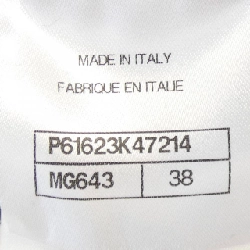 MADE IN ITALY
FABRIQUE EN ITALIE
P61623K47214
MG643 38